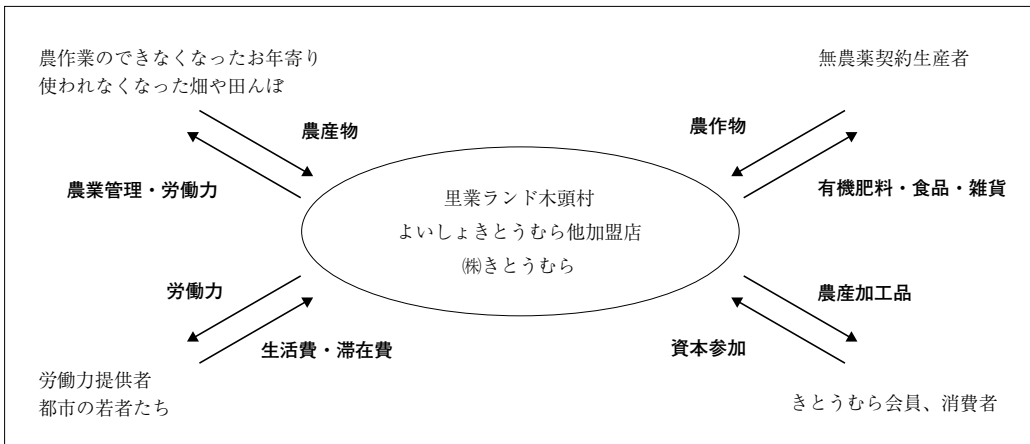 農作業のできなくなったお年寄り
使われなくなった畑や田んぼ
無農薬契約生産者
農産物
農作物
農業管理・労働力
有機肥料・食品・雑貨
里業ランド木頭村
よいしょきとうむら他加盟店
㈱きとうむら
労働力
農産加工品
生活費・滞在費
資本参加
労働力提供者
都市の若者たち
きとうむら会員、消費者